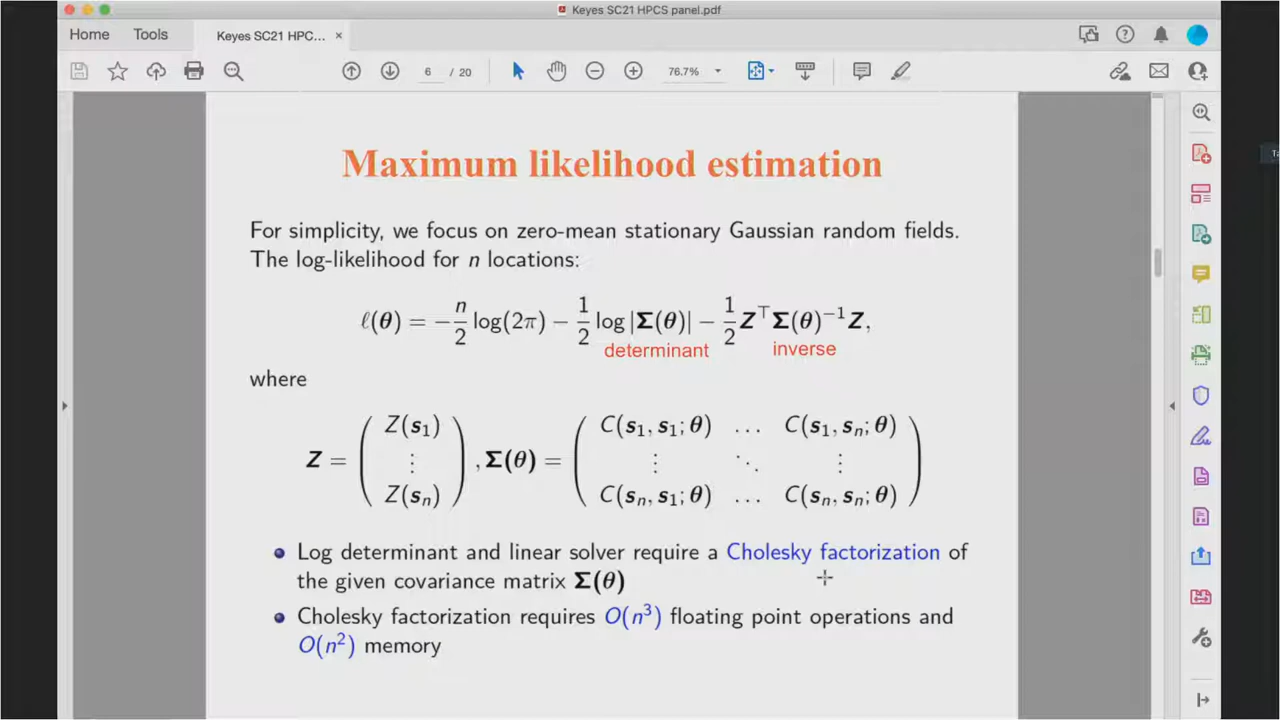 Keyes SC21 HPCS panel.pdf
Home Tools Keyes SC21 HPC... ×
6 / 20 76.7%
Maximum likelihood estimation
For simplicity, we focus on zero-mean stationary Gaussian random fields.
The log-likelihood for n locations:
ℓ(θ) = −n/2 log(2π) − 1/2 log |Σ(θ)| − 1/2 Z⊤ Σ(θ)⁻¹ Z,
determinant inverse
where
Z = ( Z(s₁) ⋮ Z(sₙ) ), Σ(θ) = ( C(s₁, s₁; θ) … C(s₁, sₙ; θ) ⋮ ⋱ ⋮ C(sₙ, s₁; θ) … C(sₙ, sₙ; θ) )
Log determinant and linear solver require a Cholesky factorization of
the given covariance matrix Σ(θ)
Cholesky factorization requires O(n³) floating point operations and
O(n²) memory